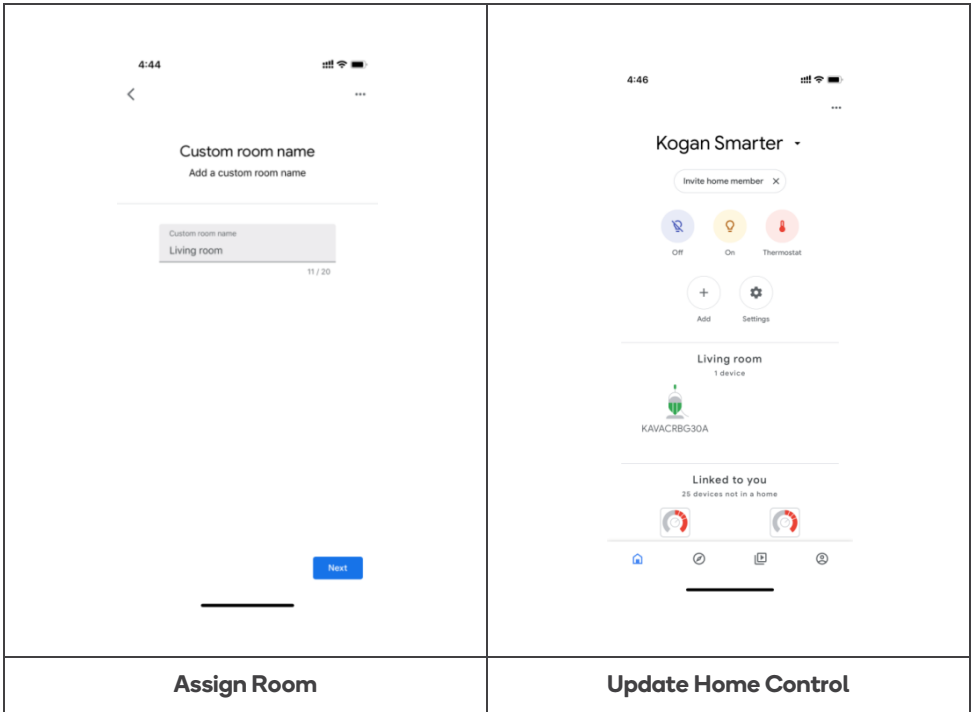 4:44
Custom room name
Add a custom room name
Custom room name
Living room
11 / 20
Next
Assign Room
4:46
Kogan Smarter
Invite home member
Off
On
Thermostat
Add
Settings
Living room
1 device
KAVACRBG30A
Linked to you
25 devices not in a home
Update Home Control